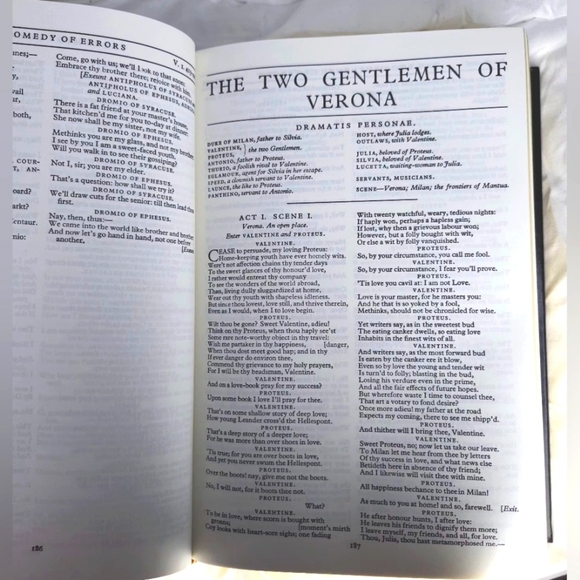 OMEDY OF ERRORS
unes;—
vail
both,
COUR-
T, AN-
oard?
arkt?
entaur.
mio:
Come, go with us; we'll look to that anon:
Embrace thy brother there; rejoice with him.
[Exeunt ANTIPHOLUS OF SYRACUSE
ANTIPHOLUS OF EPHESUS,
and LUCIANA.
DROMIO OF SYRACUSE.
There is a fat friend at your master's house,
That kitchen'd me for you to-day at dinner:
She now shall be my sister, not my wife.
DROMIO OF EPHESUS.
Methinks you are my glass, and not my brother:
I see by you I am a sweet-faced youth.
Will you walk in to see their gossiping?
DROMIO OF SYRACUSE.
Not I, sir; you are my elder.
DROMIO OF EPHESUS.
That's a question: how shall we try it?
DROMIO OF SYRACUSE.
We'll draw cuts for the senior: till then lead thou
first.
DROMIO OF EPHESUS.
Nay, then, thus:—
We came into the world like brother and brother;
And now let's go hand in hand, not one before
another.
186
THE TWO GENTLEMEN OF
VERONA
DRAMATIS PERSONAE.
DUKE OF MILAN, father to Silvia.
VALENTINE,
PROTEUS,
the two Gentlemen.
ANTONIO, father to Proteus.
THURIO, a foolish rival to Valentine.
EGLAMOUR, agent for Silvia in her escape.
SPEED, a clownish servant to Valentine.
LAUNCE, the like to Proteus.
PANTHINO, servant to Antonio.
HOST, where Julia lodges.
OUTLAWS, with Valentine.
JULIA, beloved of Proteus.
SILVIA, beloved of Valentine.
LUCETTA, waiting-woman to Julia.
SERVANTS, MUSICIANS.
SCENE—Verona; Milan; the frontiers of Mantua.
ACT I. SCENE I.
Verona. An open place.
Enter VALENTINE and PROTEUS.
VALENTINE.
CEASE to persuade, my loving Proteus:
Home-keeping youth have ever homely wits.
Were't not affection chains thy tender days
To the sweet glances of thy honour'd love,
I rather would entreat thy company
To see the wonders of the world abroad,
Than, living dully sluggardized at home,
Wear out thy youth with shapeless idleness.
But since thou lovest, love still, and thrive therein,
Even as I would, when I to love begin.
PROTEUS.
Wilt thou be gone? Sweet Valentine, adieu!
Think on thy Proteus, when thou haply see'st
Some rare note-worthy object in thy travel:
Wish me partaker in thy happiness, [danger,
When thou dost meet good hap; and in thy
If ever danger do environ thee,
Commend thy grievance to my holy prayers,
For I will be thy beadsman, Valentine.
VALENTINE.
And on a love-book pray for my success?
PROTEUS.
Upon some book I love I'll pray for thee.
VALENTINE.
That's on some shallow story of deep love;
How young Leander cross'd the Hellespont.
PROTEUS.
That's a deep story of a deeper love;
For he was more than over shoes in love.
VALENTINE.
'Tis true; for you are over boots in love,
And yet you never swum the Hellespont.
PROTEUS.
Over the boots! nay, give me not the boots.
VALENTINE.
No, I will not, for it boots thee not.
PROTEUS.
What?
VALENTINE.
To be in love, where scorn is bought with
groans; [moment's mirth
Coy looks with heart-sore sighs; one fading
With twenty watchful, weary, tedious nights:
If haply won, perhaps a hapless gain;
If lost, why then a grievous labour won;
However, but a folly bought with wit,
Or else a wit by folly vanquished.
PROTEUS.
So, by your circumstance, you call me fool.
VALENTINE.
So, by your circumstance, I fear you'll prove.
PROTEUS.
'Tis love you cavil at: I am not Love.
VALENTINE.
Love is your master, for he masters you:
And he that is so yoked by a fool,
Methinks, should not be chronicled for wise.
PROTEUS.
Yet writers say, as in the sweetest bud
The eating canker dwells, so eating love
Inhabits in the finest wits of all.
VALENTINE.
And writers say, as the most forward bud
Is eaten by the canker ere it blow,
Even so by love the young and tender wit
Is turn'd to folly; blasting in the bud,
Losing his verdure even in the prime,
And all the fair effects of future hopes.
But wherefore waste I time to counsel thee,
That art a votary to fond desire?
Once more adieu! my father at the road
Expects my coming, there to see me shipp'd.
PROTEUS.
And thither will I bring thee, Valentine.
VALENTINE.
Sweet Proteus, no; now let us take our leave.
To Milan let me hear from thee by letters
Of thy success in love, and what news else
Betideth here in absence of thy friend;
And I likewise will visit thee with mine.
PROTEUS.
All happiness bechance to thee in Milan!
VALENTINE.
As much to you at home! and so, farewell. [Exit.
PROTEUS.
He after honour hunts, I after love:
He leaves his friends to dignify them more;
I leave myself, my friends, and all, for love.
Thou, Julia, thou hast metamorphosed me.—
187